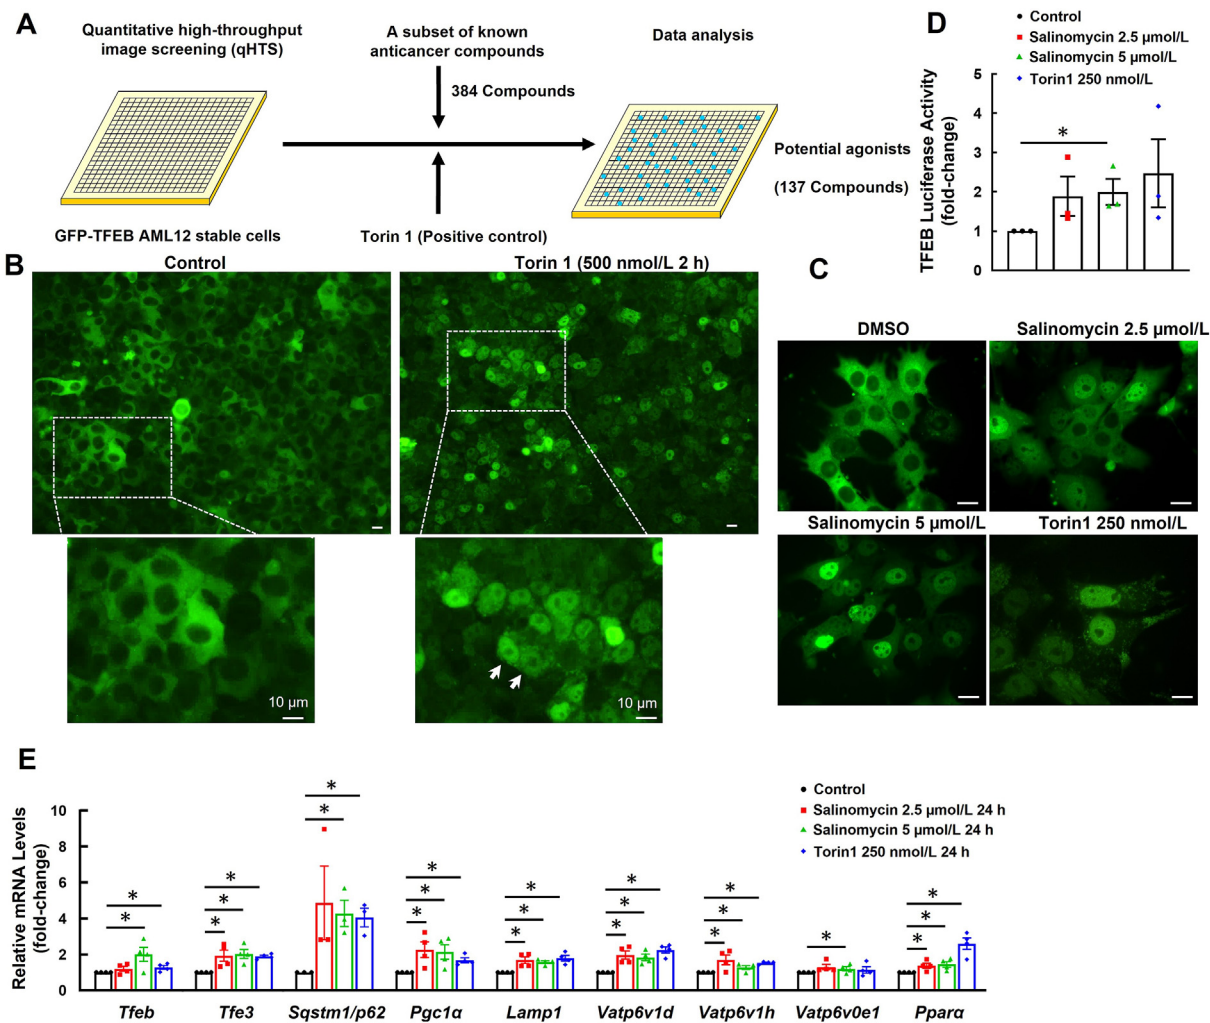 A
Quantitative high-throughput
image screening (qHTS)
GFP-TFEB AML12 stable cells
A subset of known
anticancer compounds
384 Compounds
Torin 1 (Positive control)
Data analysis
Potential agonists
(137 Compounds)
D
Control
Salinomycin 2.5 µmol/L
Salinomycin 5 µmol/L
Torin1 250 nmol/L
TFEB Luciferase Activity
(fold-change)
5
4
3
2
1
0
*
B
Control
Torin 1 (500 nmol/L 2 h)
10 µm
10 µm
C
DMSO
Salinomycin 2.5 µmol/L
Salinomycin 5 µmol/L
Torin1 250 nmol/L
E
Relative mRNA Levels
(fold-change)
10
8
6
4
2
0
* *
* * *
* *
* * *
* * *
* * *
* * *
*
* * *
Control
Salinomycin 2.5 µmol/L 24 h
Salinomycin 5 µmol/L 24 h
Torin1 250 nmol/L 24 h
Tfeb Tfe3 Sqstm1/p62 Pgc1α Lamp1 Vatp6v1d Vatp6v1h Vatp6v0e1 Pparα